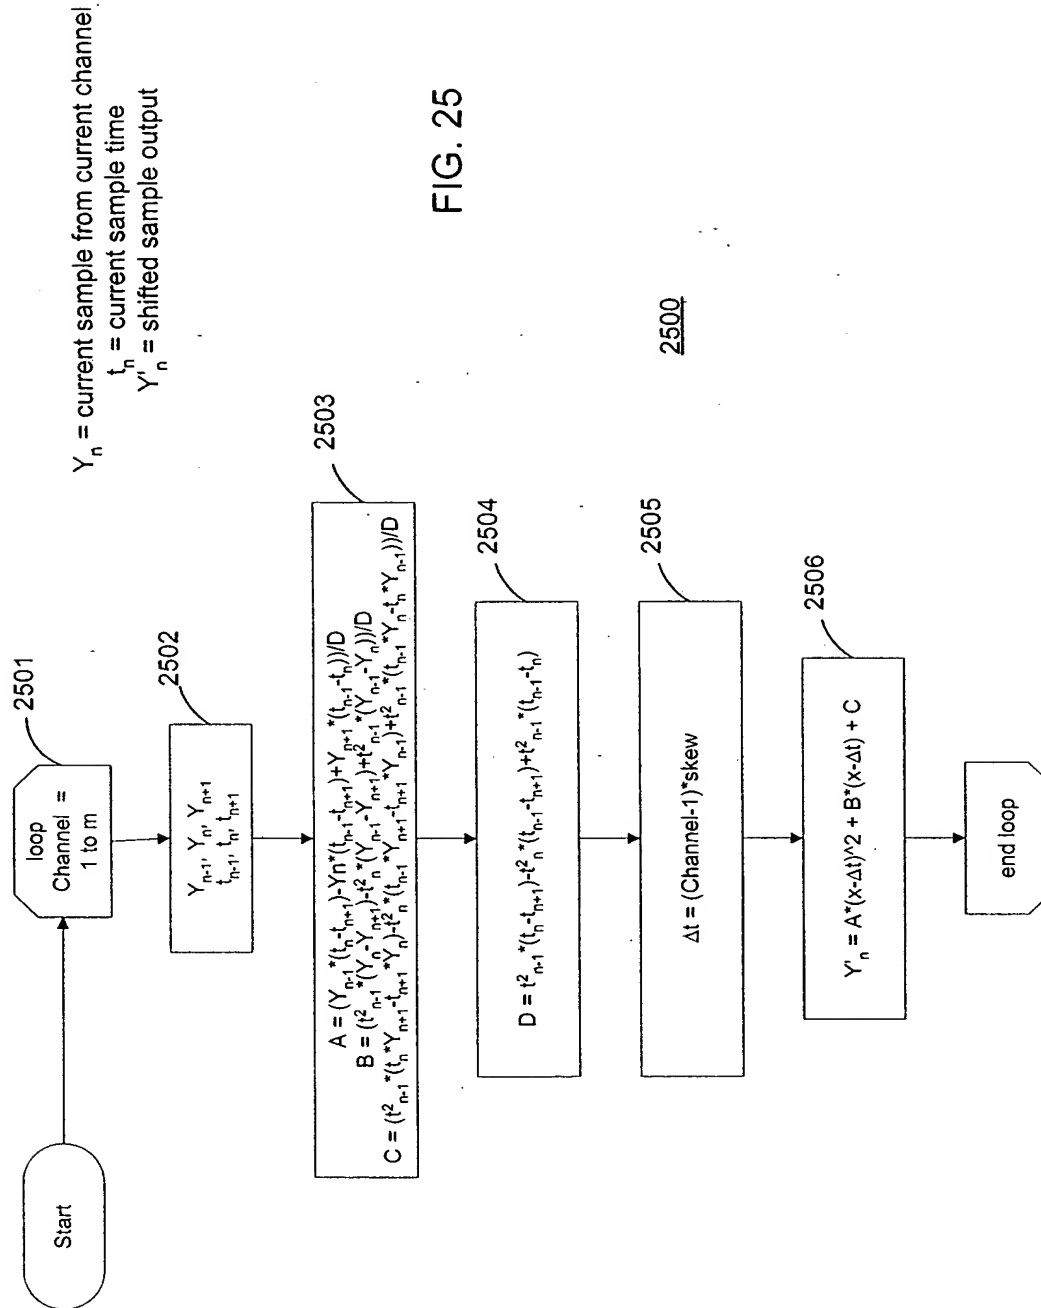 Y_n = current sample from current channel
t_n = current sample time
Y'_n = shifted sample output
FIG. 25
2500
Start
2501
loop
Channel =
1 to m
2502
Y_{n-1}, Y_n, Y_{n+1}
t_{n-1}, t_n, t_{n+1}
2503
A = (Y_{n-1}*(t_n-t_{n+1})-Yn*(t_{n-1}-t_{n+1})+Y_{n+1}*(t_{n-1}-t_n))/D
B = (t²_{n-1}*(Y_n-Y_{n+1})-t²_n*(Y_{n-1}-Y_{n+1})+t²_{n-1}*(Y_{n-1}-Y_n))/D
C = (t²_{n-1}*(t_n*Y_{n+1}-t_{n+1}*Y_n)-t²_n*(t_{n-1}*Y_{n+1}-t_{n+1}*Y_{n-1})+t²_{n-1}*(t_{n-1}*Y_n-t_n*Y_{n-1}))/D
2504
D = t²_{n-1}*(t_n-t_{n+1})-t²_n*(t_{n-1}-t_{n+1})+t²_{n-1}*(t_{n-1}-t_n)
2505
Δt = (Channel-1)*skew
2506
Y'_n = A*(x-Δt)^2 + B*(x-Δt) + C
end loop